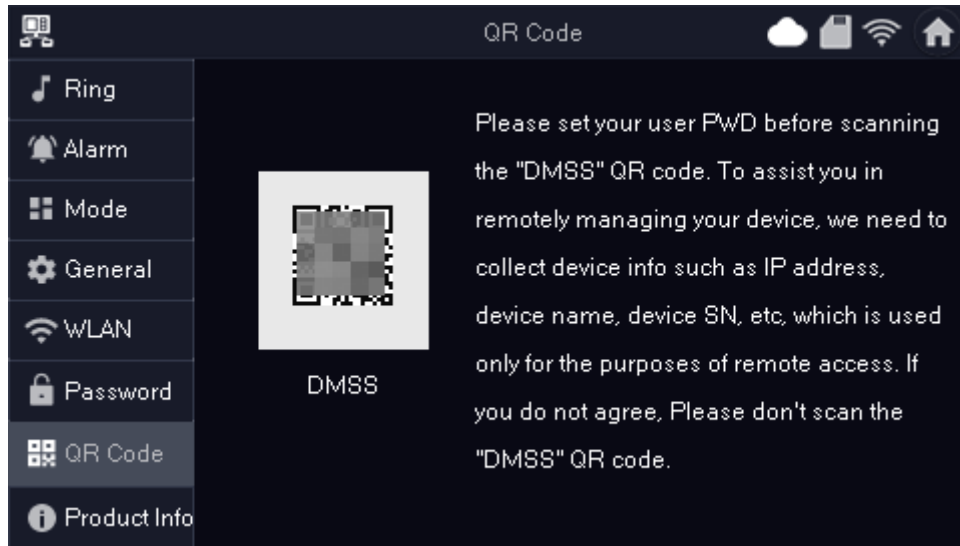 QR Code
Ring
Alarm
Mode
General
WLAN
Password
QR Code
Product Info
DMSS
Please set your user PWD before scanning
the "DMSS" QR code. To assist you in
remotely managing your device, we need to
collect device info such as IP address,
device name, device SN, etc, which is used
only for the purposes of remote access. If
you do not agree, Please don't scan the
"DMSS" QR code.